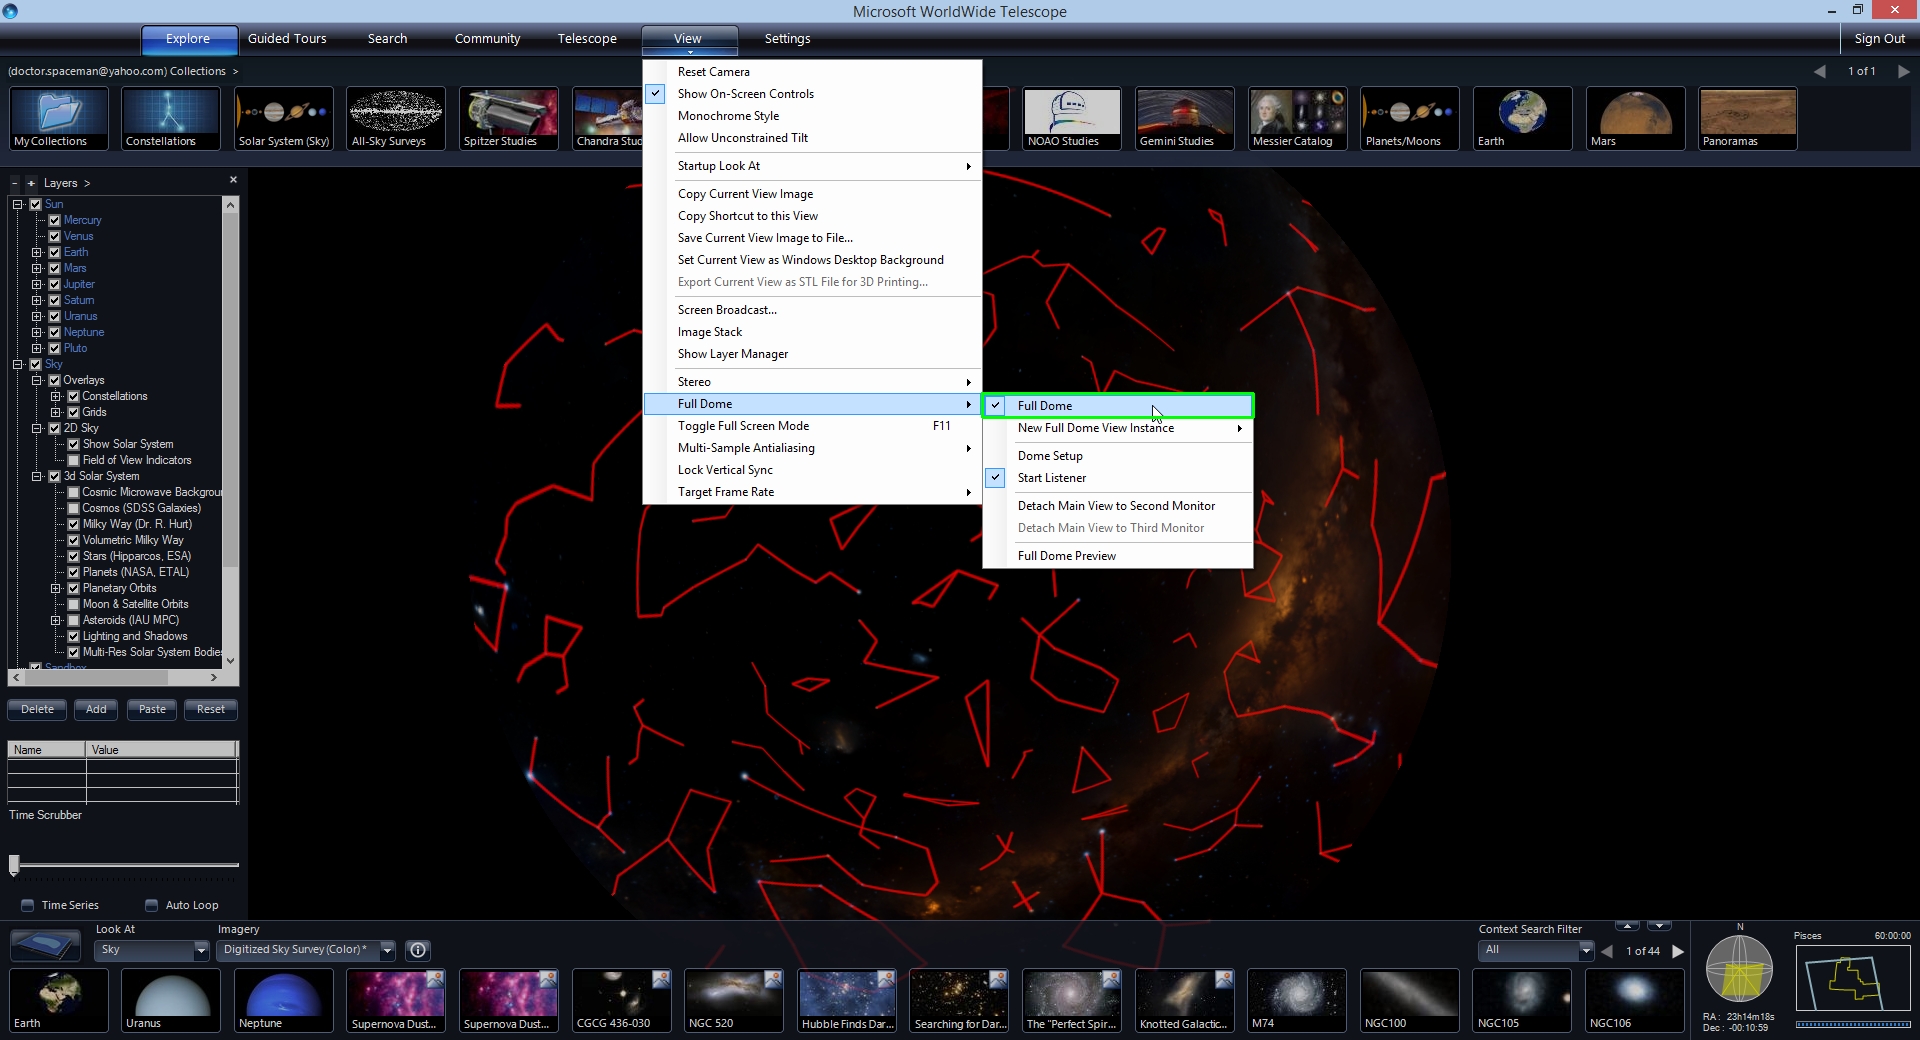 Microsoft WorldWide Telescope
Explore
Guided Tours
Search
Community
Telescope
View
Settings
Sign Out
(doctor.spaceman@yahoo.com) Collections >
1 of 1
My Collections
Constellations
Solar System (Sky)
All-Sky Surveys
Spitzer Studies
Chandra Stud
NOAO Studies
Gemini Studies
Messier Catalog
Planets/Moons
Earth
Mars
Panoramas
Reset Camera
Show On-Screen Controls
Monochrome Style
Allow Unconstrained Tilt
Startup Look At
Copy Current View Image
Copy Shortcut to this View
Save Current View Image to File...
Set Current View as Windows Desktop Background
Export Current View as STL File for 3D Printing...
Screen Broadcast...
Image Stack
Show Layer Manager
Stereo
Full Dome
Toggle Full Screen Mode F11
Multi-Sample Antialiasing
Lock Vertical Sync
Target Frame Rate
Full Dome
New Full Dome View Instance
Dome Setup
Start Listener
Detach Main View to Second Monitor
Detach Main View to Third Monitor
Full Dome Preview
Layers >
Sun
Mercury
Venus
Earth
Mars
Jupiter
Saturn
Uranus
Neptune
Pluto
Sky
Overlays
Constellations
Grids
2D Sky
Show Solar System
Field of View Indicators
3d Solar System
Cosmic Microwave Backgrour
Cosmos (SDSS Galaxies)
Milky Way (Dr. R. Hurt)
Volumetric Milky Way
Stars (Hipparcos, ESA)
Planets (NASA, ETAL)
Planetary Orbits
Moon & Satellite Orbits
Asteroids (IAU MPC)
Lighting and Shadows
Multi-Res Solar System Bodies
Sandbox
Delete
Add
Paste
Reset
Name Value
Time Scrubber
Time Series
Auto Loop
Look At
Sky
Imagery
Digitized Sky Survey (Color) *
Context Search Filter
All
1 of 44
Earth
Uranus
Neptune
Supernova Dust...
Supernova Dust...
CGCG 436-030
NGC 520
Hubble Finds Dar...
Searching for Dar...
The "Perfect Spir...
Knotted Galactic...
M74
NGC100
NGC105
NGC106
N
RA : 23h14m18s
Dec : -00:10:59
Pisces 60:00:00